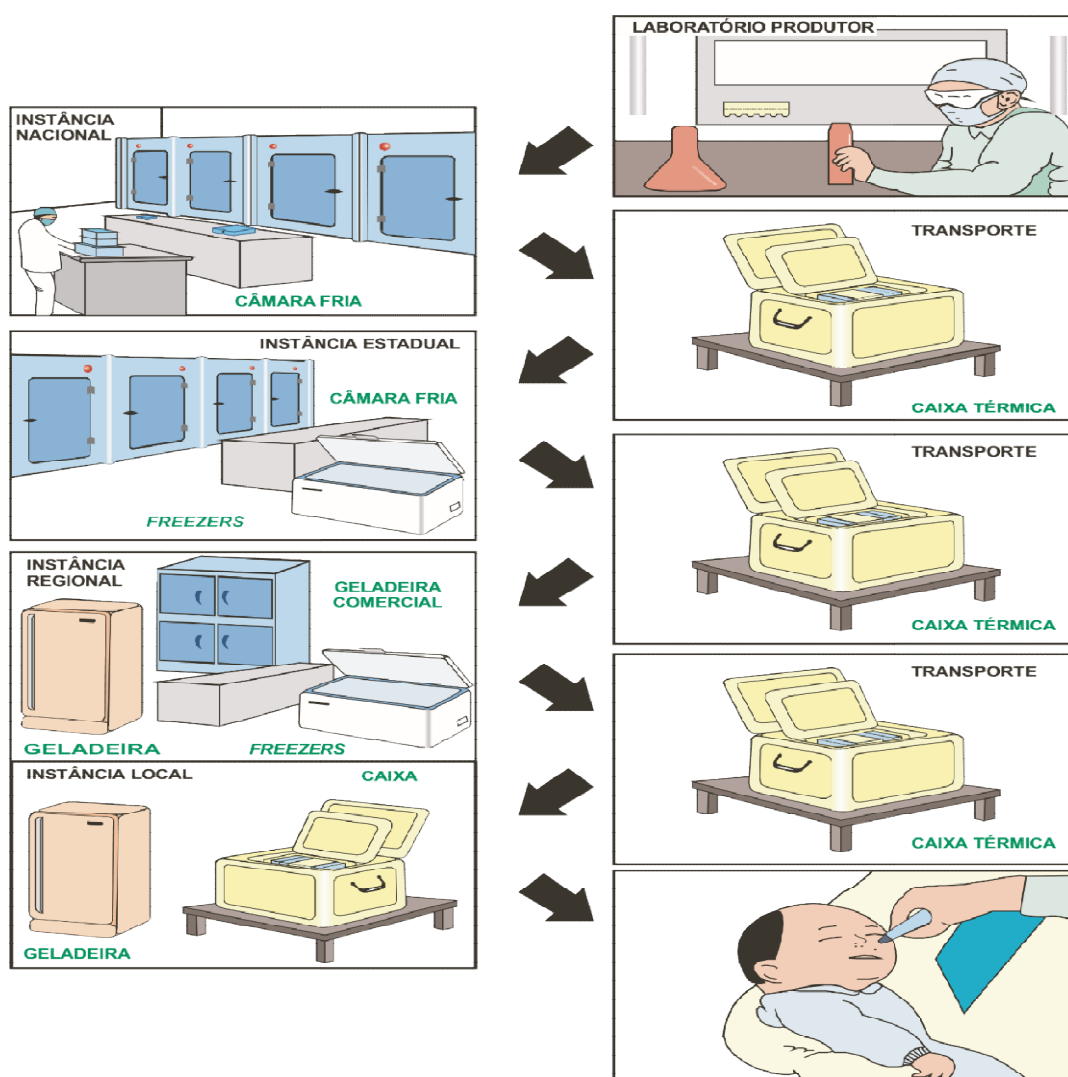 LABORATÓRIO PRODUTOR
INSTÂNCIA
NACIONAL
CÂMARA FRIA
TRANSPORTE
CAIXA TÉRMICA
INSTÂNCIA ESTADUAL
CÂMARA FRIA
FREEZERS
TRANSPORTE
CAIXA TÉRMICA
INSTÂNCIA
REGIONAL
GELADEIRA
COMERCIAL
GELADEIRA
FREEZERS
TRANSPORTE
CAIXA TÉRMICA
INSTÂNCIA LOCAL
CAIXA
GELADEIRA